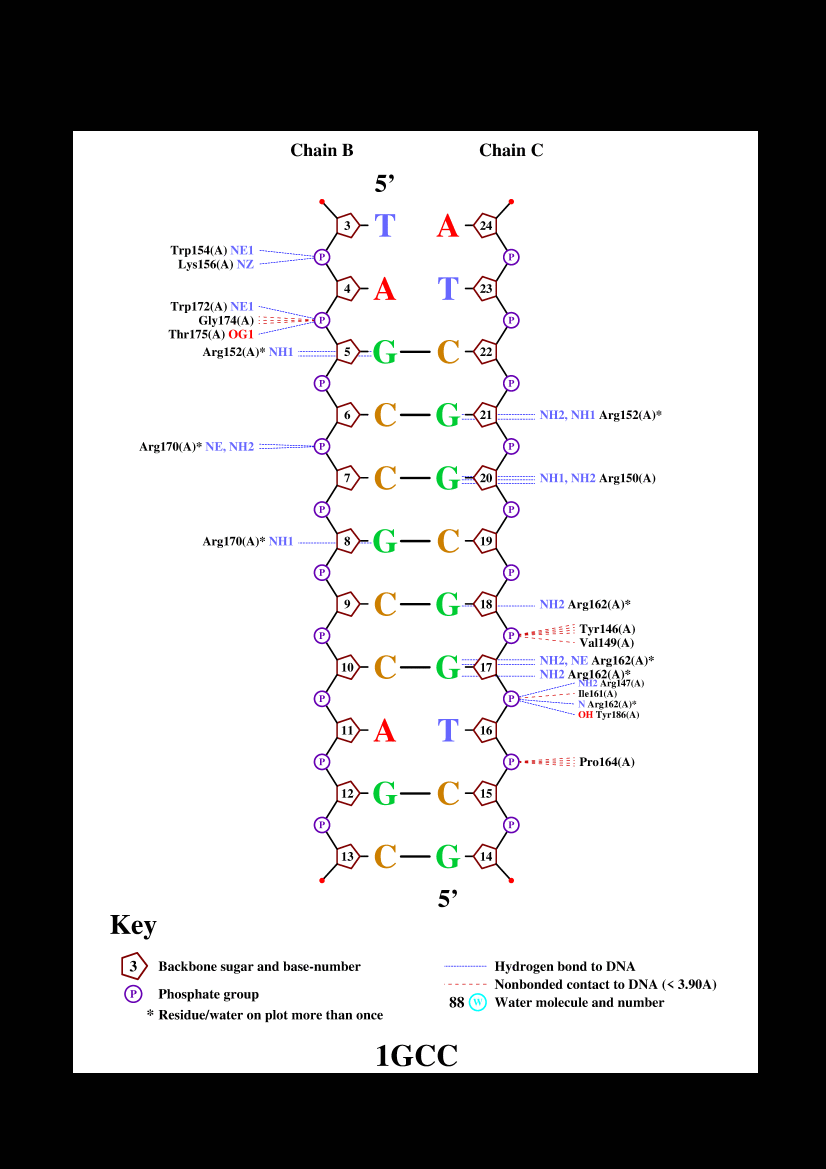 Chain B Chain C
5’
3 T A 24
Trp154(A) NE1
P P
Lys156(A) NZ
4 A T 23
Trp172(A) NE1
Gly174(A) P P
Thr175(A) OG1
Arg152(A)* NH1 5 G C 22
P P
6 C G 21 NH2, NH1 Arg152(A)*
Arg170(A)* NE, NH2 P P
7 C G 20 NH1, NH2 Arg150(A)
P P
Arg170(A)* NH1 8 G C 19
P P
9 C G 18 NH2 Arg162(A)*
Tyr146(A)
P P
Val149(A)
NH2, NE Arg162(A)*
10 C G 17
NH2 Arg162(A)*
NH2 Arg147(A)
Ile161(A)
P P
N Arg162(A)*
OH Tyr186(A)
11 A T 16
P P Pro164(A)
12 G C 15
P P
13 C G 14
5’
Key
3 Backbone sugar and base-number
P Phosphate group
* Residue/water on plot more than once
Hydrogen bond to DNA
Nonbonded contact to DNA (< 3.90A)
88 W Water molecule and number
1GCC